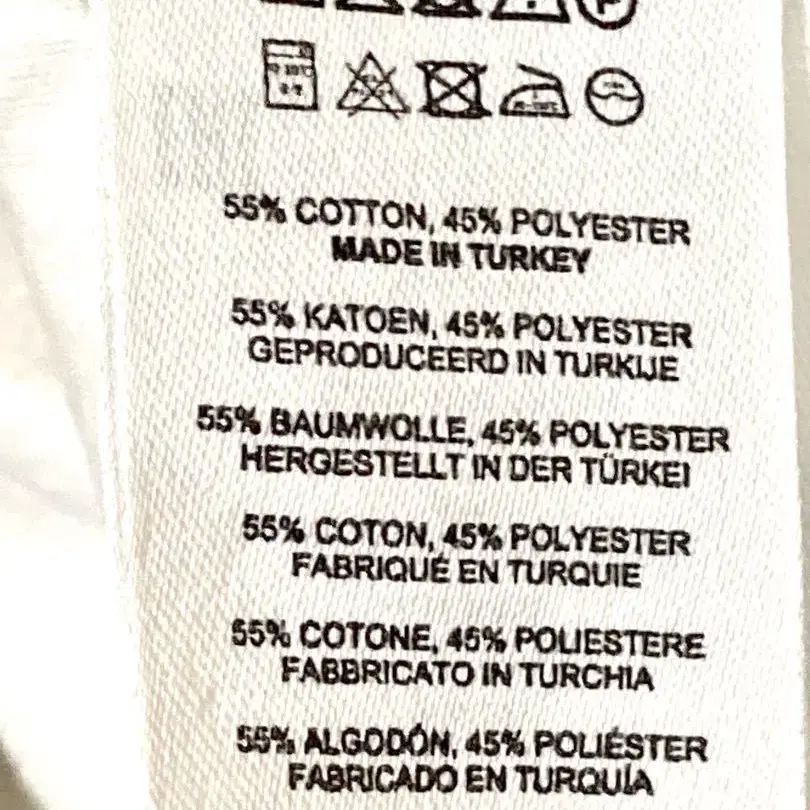 P
55% COTTON, 45% POLYESTER
MADE IN TURKEY
55% KATOEN, 45% POLYESTER
GEPRODUCEERD IN TURKIJE
55% BAUMWOLLE, 45% POLYESTER
HERGESTELLT IN DER TÜRKEI
55% COTON, 45% POLYESTER
FABRIQUÉ EN TURQUIE
55% COTONE, 45% POLIESTERE
FABBRICATO IN TURCHIA
55% ALGODÓN, 45% POLIÉSTER
FABRICADO EN TURQUÍA